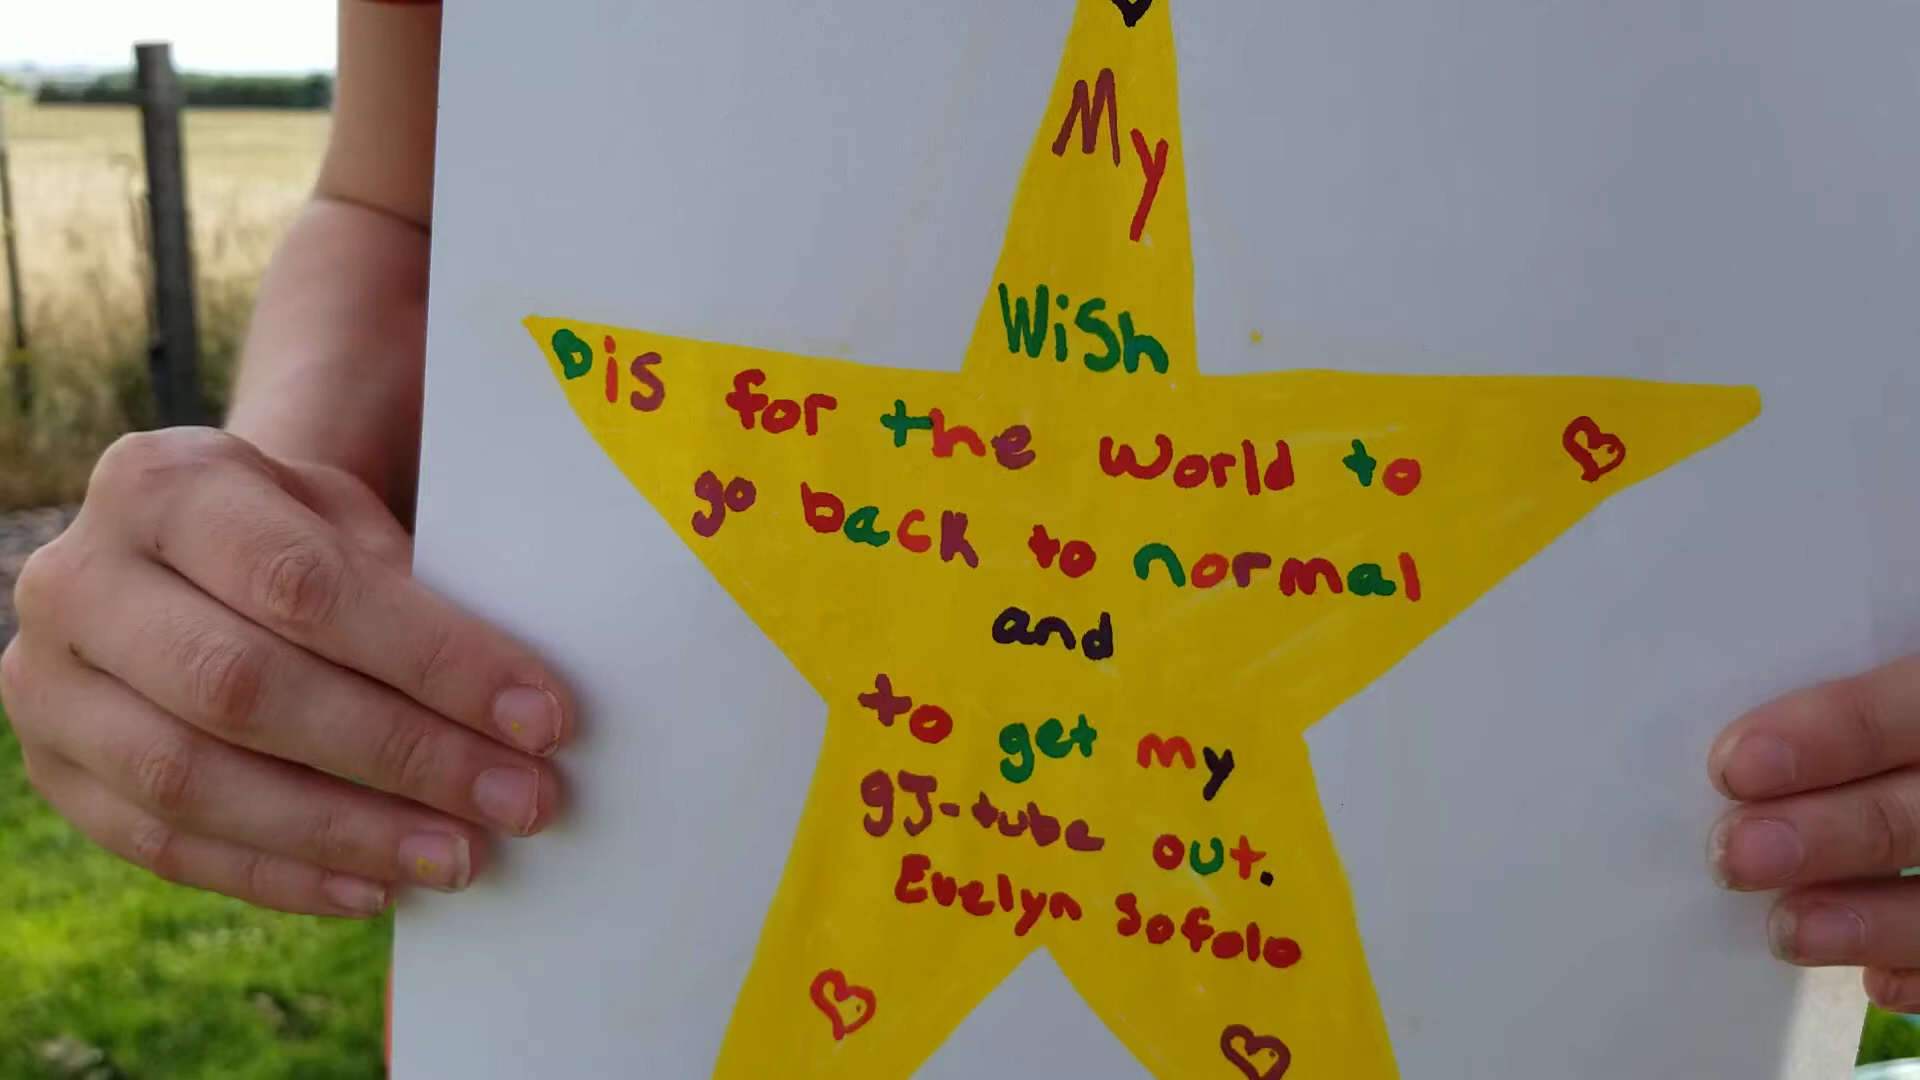 My
Wish
is for the world to
go back to normal
and
to get my
gJ-tube out.
Evelyn Sofolo